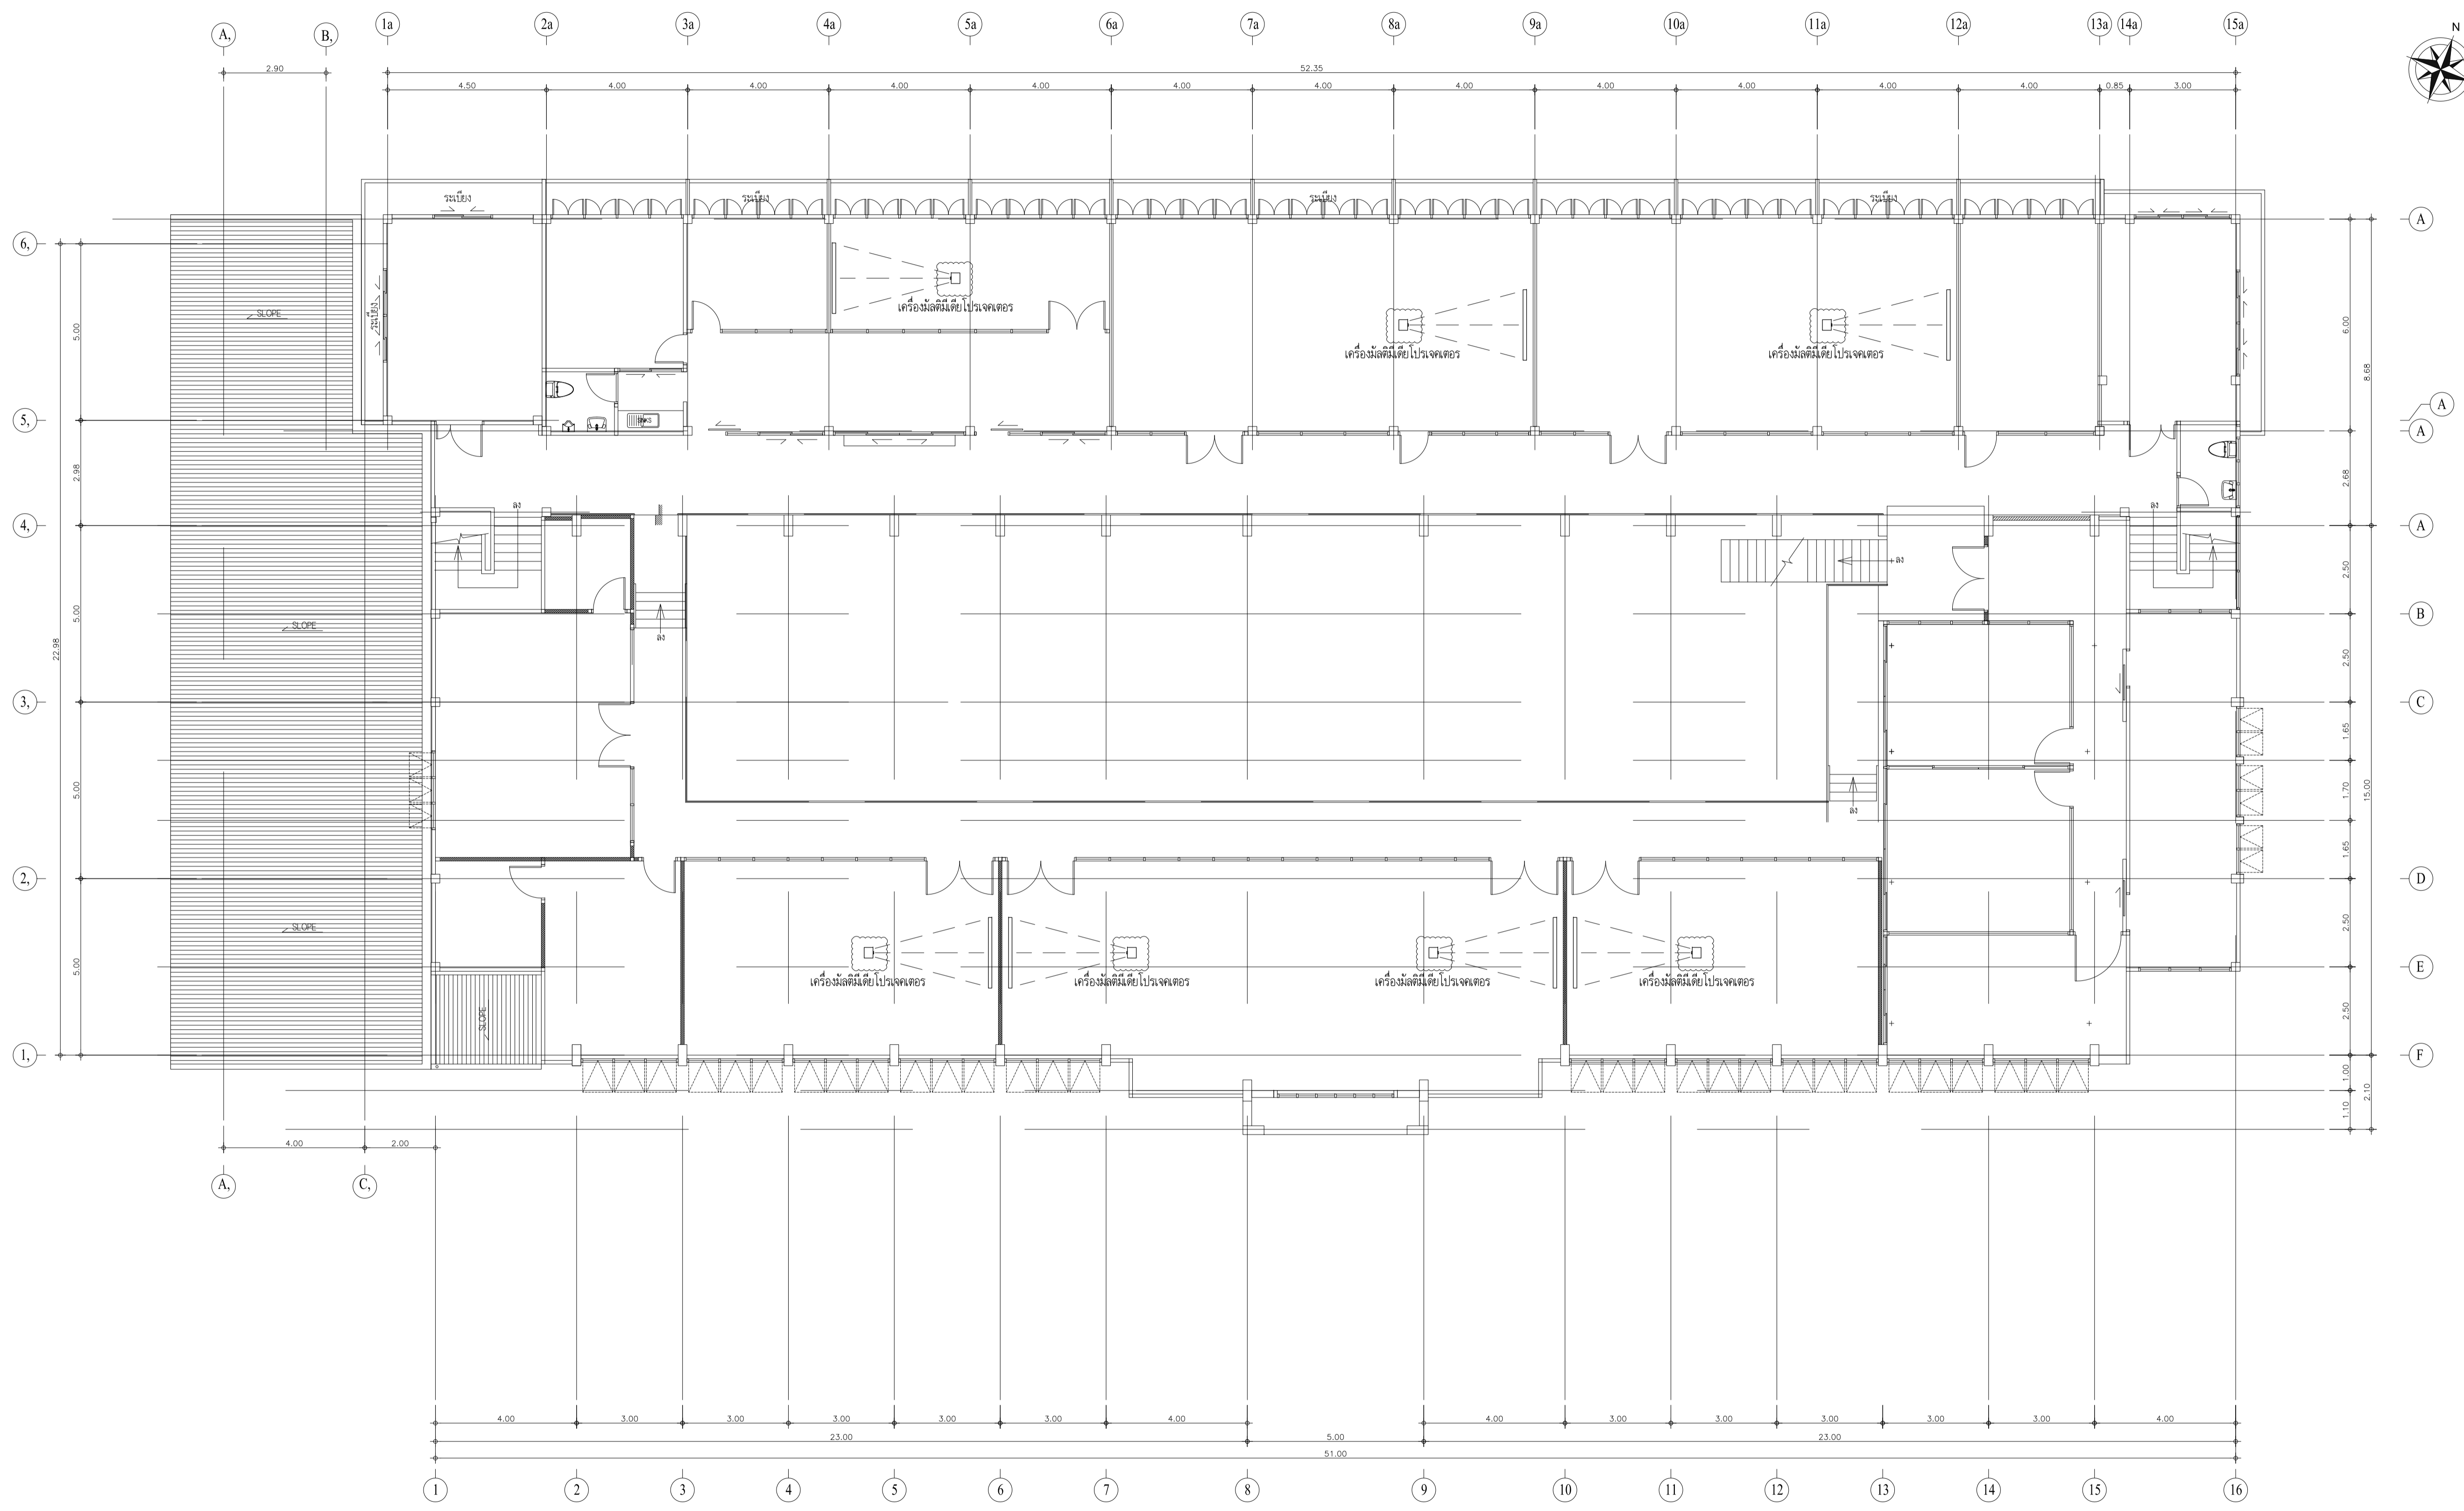 A, B, 1a 2a 3a 4a 5a 6a 7a 8a 9a 10a 11a 12a 13a 14a 15a
N
2.90 52.35
4.50 4.00 4.00 4.00 4.00 4.00 4.00 4.00 4.00 4.00 4.00 4.00 0.85 3.00
ระเบียง ระเบียง ระเบียง ระเบียง
6, A
SLOPE ระเบียง
เครื่องมัลติมีเดียโปรเจคเตอร
5.00 6.00
เครื่องมัลติมีเดียโปรเจคเตอร เครื่องมัลติมีเดียโปรเจคเตอร
8.68
A
5, A
2.98 2.68
ลง ลง
4, A
ลง
2.50
5.00 B
SLOPE ลง
22.98 2.50
3, C
1.65
5.00 1.70 15.00
ลง
1.65
2, D
SLOPE 2.50
5.00 E
เครื่องมัลติมีเดียโปรเจคเตอร เครื่องมัลติมีเดียโปรเจคเตอร เครื่องมัลติมีเดียโปรเจคเตอร เครื่องมัลติมีเดียโปรเจคเตอร
SLOPE 2.50
1, F
1.00
2.10
1.10
4.00 2.00
A, C,
4.00 3.00 3.00 3.00 3.00 3.00 4.00 4.00 3.00 3.00 3.00 3.00 3.00 4.00
23.00 5.00 23.00
51.00
1 2 3 4 5 6 7 8 9 10 11 12 13 14 15 16